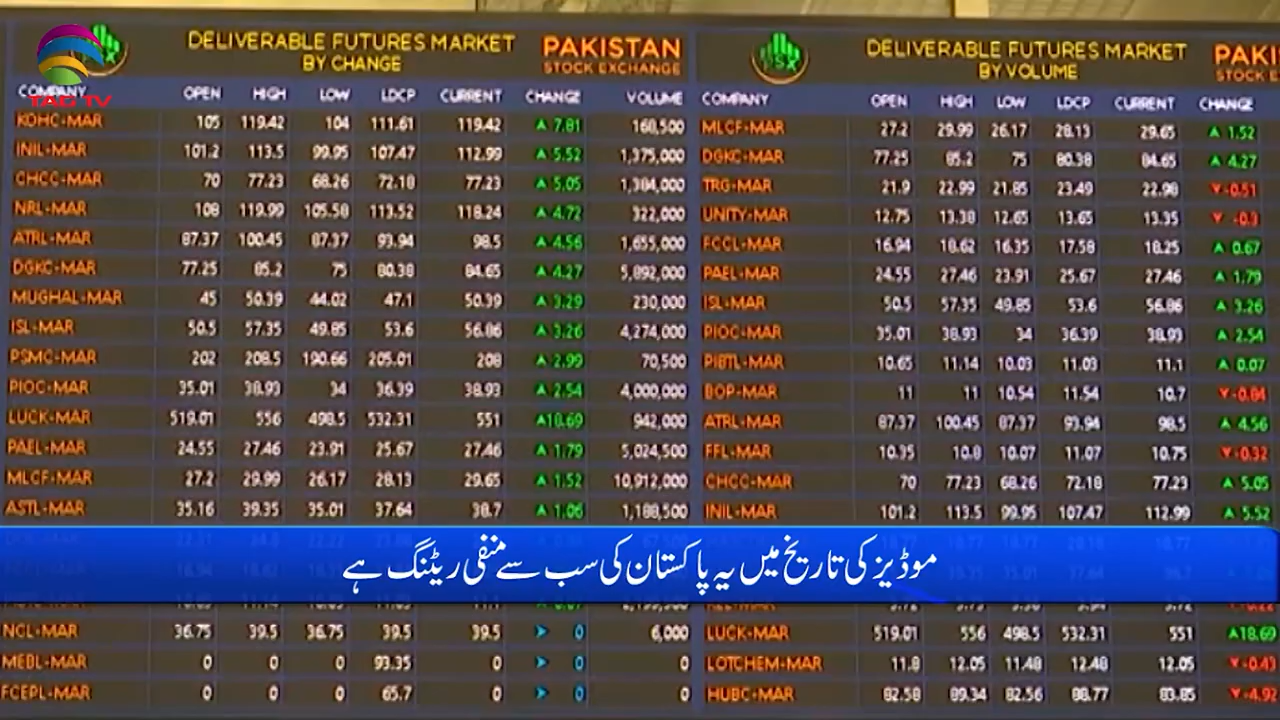 TAG TV
DELIVERABLE FUTURES MARKET
BY CHANGE
PAKISTAN
STOCK EXCHANGE
COMPANY OPEN HIGH LOW LDCP CURRENT CHANGE VOLUME
KOHC-MAR 105 119.42 104 111.61 119.42 7.81 160,500
INIL-MAR 101.2 113.5 99.95 107.47 112.99 5.52 1,375,000
CHCC-MAR 70 77.23 68.26 72.18 77.23 5.05 1,384,000
NRL-MAR 108 119.99 105.58 113.52 118.24 4.72 322,000
ATRL-MAR 87.37 100.45 87.37 93.94 98.5 4.56 1,655,000
DGKC-MAR 77.25 85.2 75 80.38 84.65 4.27 5,892,000
MUGHAL-MAR 45 50.39 44.02 47.1 50.39 3.29 230,000
ISL-MAR 50.5 57.35 49.85 53.6 56.86 3.26 4,274,000
PSMC-MAR 202 208.5 190.66 205.01 208 2.99 70,500
PIOC-MAR 35.01 38.93 34 36.39 38.93 2.54 4,000,000
LUCK-MAR 519.01 556 498.5 532.31 551 18.69 942,000
PAEL-MAR 24.55 27.46 23.91 25.67 27.46 1.79 5,024,500
MLCF-MAR 27.2 29.99 26.17 28.13 29.65 1.52 10,912,000
ASTL-MAR 35.16 39.35 35.01 37.64 38.7 1.06 1,188,500
NCL-MAR 36.75 39.5 36.75 39.5 39.5 0 6,000
MEBL-MAR 0 0 0 93.35 0 0 0
FCEPL-MAR 0 0 0 65.7 0 0 0
PSX
DELIVERABLE FUTURES MARKET
BY VOLUME
PAKI
STOCK E
COMPANY OPEN HIGH LOW LDCP CURRENT CHANGE
MLCF-MAR 27.2 29.99 26.17 28.13 29.65 1.52
DGKC-MAR 77.25 85.2 75 80.38 84.65 4.27
TRG-MAR 21.9 22.99 21.85 23.49 22.98 -0.51
UNITY-MAR 12.75 13.38 12.65 13.65 13.35 -0.3
FCCL-MAR 16.94 18.62 16.35 17.58 18.25 0.67
PAEL-MAR 24.55 27.46 23.91 25.67 27.46 1.79
ISL-MAR 50.5 57.35 49.85 53.6 56.86 3.26
PIOC-MAR 35.01 38.93 34 36.39 38.93 2.54
PIBTL-MAR 10.65 11.14 10.03 11.03 11.1 0.07
BOP-MAR 11 11 10.54 11.54 10.7 -0.84
ATRL-MAR 87.37 100.45 87.37 93.94 98.5 4.56
FFL-MAR 10.35 10.8 10.07 11.07 10.75 -0.32
CHCC-MAR 70 77.23 68.26 72.18 77.23 5.05
INIL-MAR 101.2 113.5 99.95 107.47 112.99 5.52
LUCK-MAR 519.01 556 498.5 532.31 551 18.69
LOTCHEM-MAR 11.8 12.05 11.48 12.48 12.05 -0.43
HUBC-MAR 82.58 89.34 82.56 88.77 83.85 -4.92
موڈیز کی تاریخ میں یہ پاکستان کی سب سے منفی ریٹنگ ہے